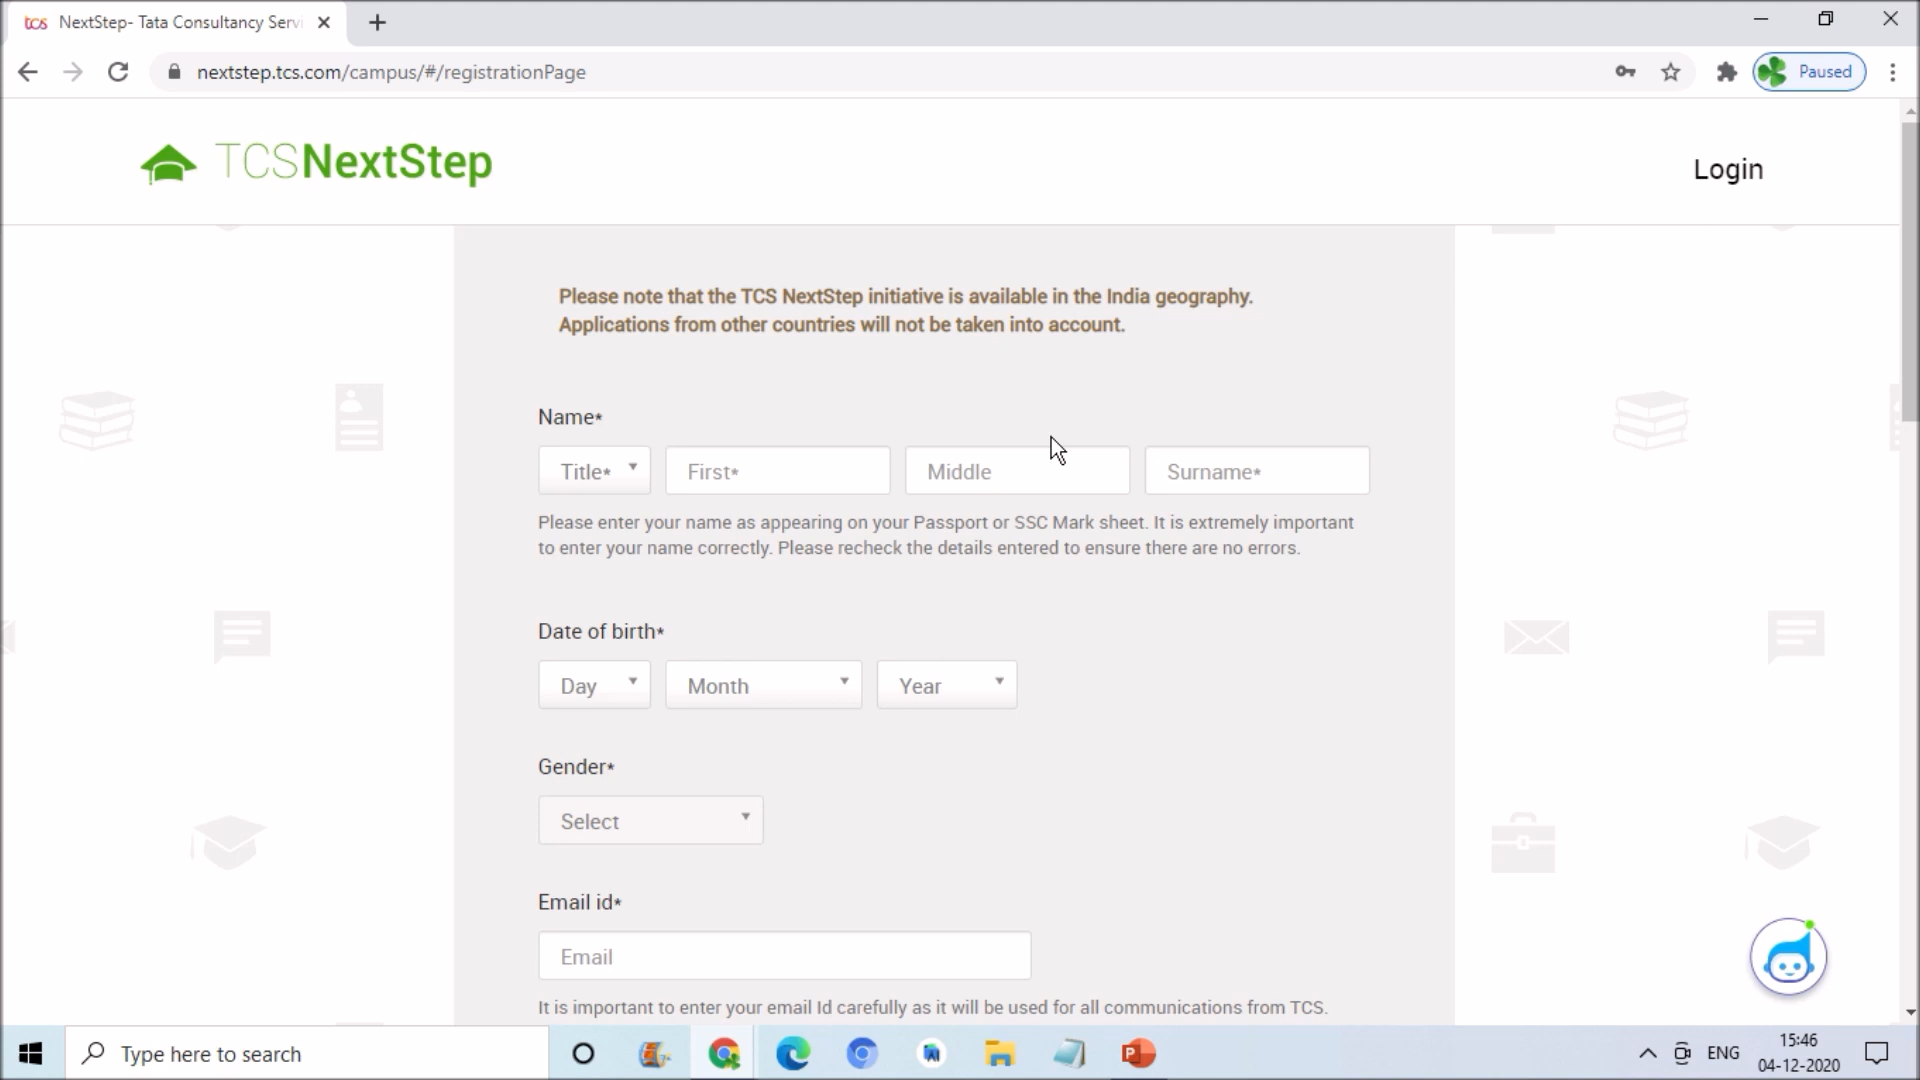 tcs NextStep- Tata Consultancy Serv
nextstep.tcs.com/campus/#/registrationPage
Paused
TCSNextStep
Login
Please note that the TCS NextStep initiative is available in the India geography.
Applications from other countries will not be taken into account.
Name*
Title* First* Middle Surname*
Please enter your name as appearing on your Passport or SSC Mark sheet. It is extremely important
to enter your name correctly. Please recheck the details entered to ensure there are no errors.
Date of birth*
Day Month Year
Gender*
Select
Email id*
Email
It is important to enter your email Id carefully as it will be used for all communications from TCS.
Type here to search
ENG
15:46
04-12-2020